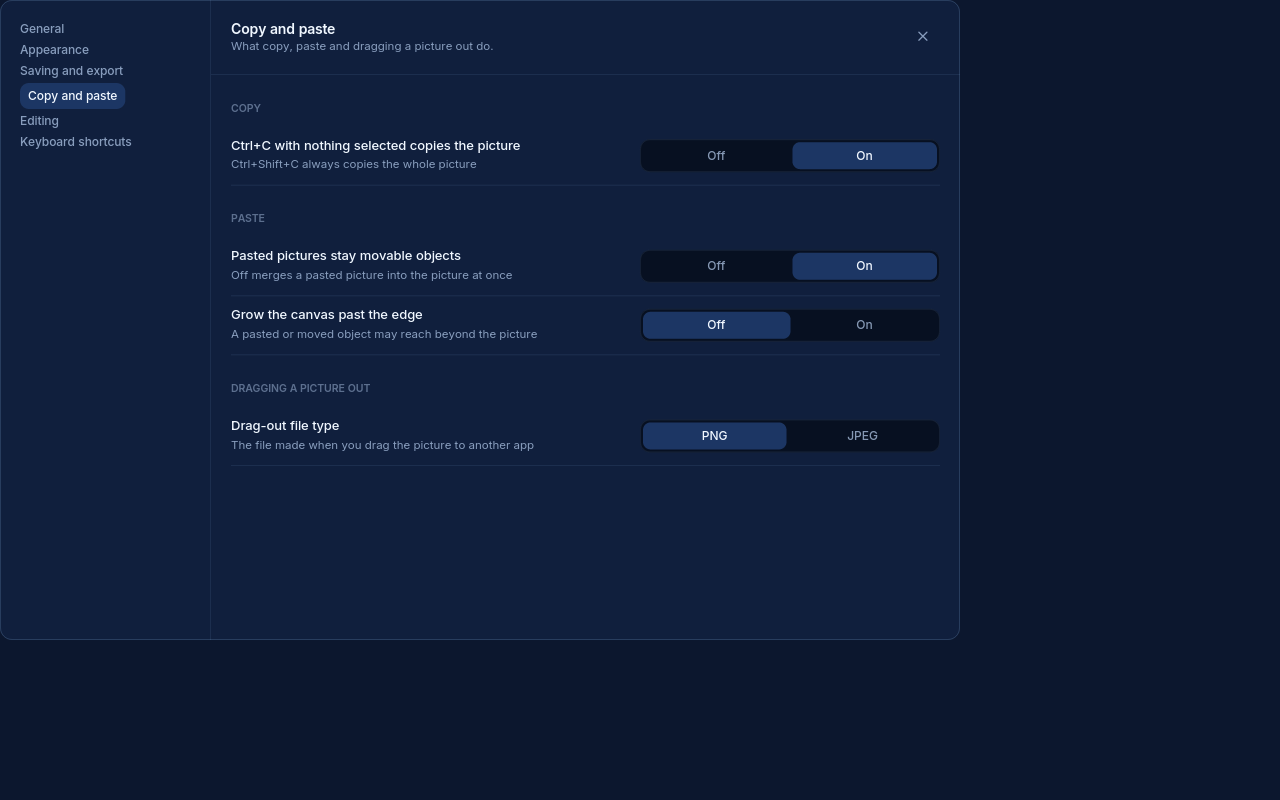 General
Appearance
Saving and export
Copy and paste
Editing
Keyboard shortcuts
Copy and paste
What copy, paste and dragging a picture out do.
COPY
Ctrl+C with nothing selected copies the picture
Ctrl+Shift+C always copies the whole picture
Off On
PASTE
Pasted pictures stay movable objects
Off merges a pasted picture into the picture at once
Off On
Grow the canvas past the edge
A pasted or moved object may reach beyond the picture
Off On
DRAGGING A PICTURE OUT
Drag-out file type
The file made when you drag the picture to another app
PNG JPEG